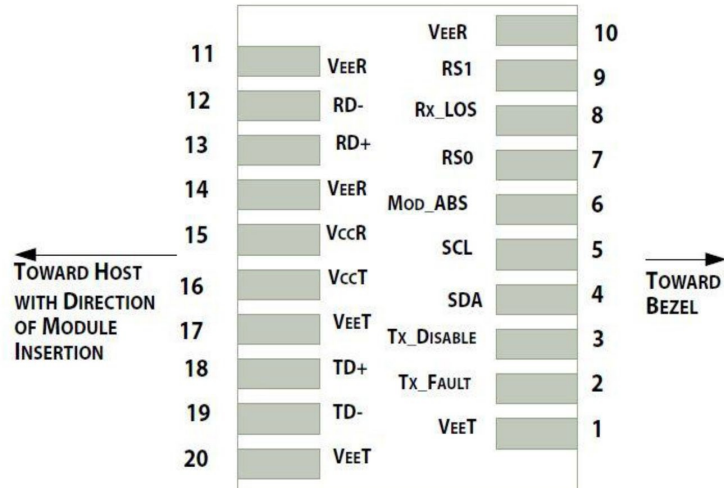 VEER 10
11 VEER
RS1 9
12 RD-
RX_LOS 8
13 RD+
RS0 7
14 VEER
MOD_ABS 6
15 VCCR
SCL 5
16 VCCT
SDA 4
17 VEET
TX_DISABLE 3
18 TD+
TX_FAULT 2
19 TD-
VEET 1
20 VEET
TOWARD HOST
WITH DIRECTION
OF MODULE
INSERTION
TOWARD
BEZEL